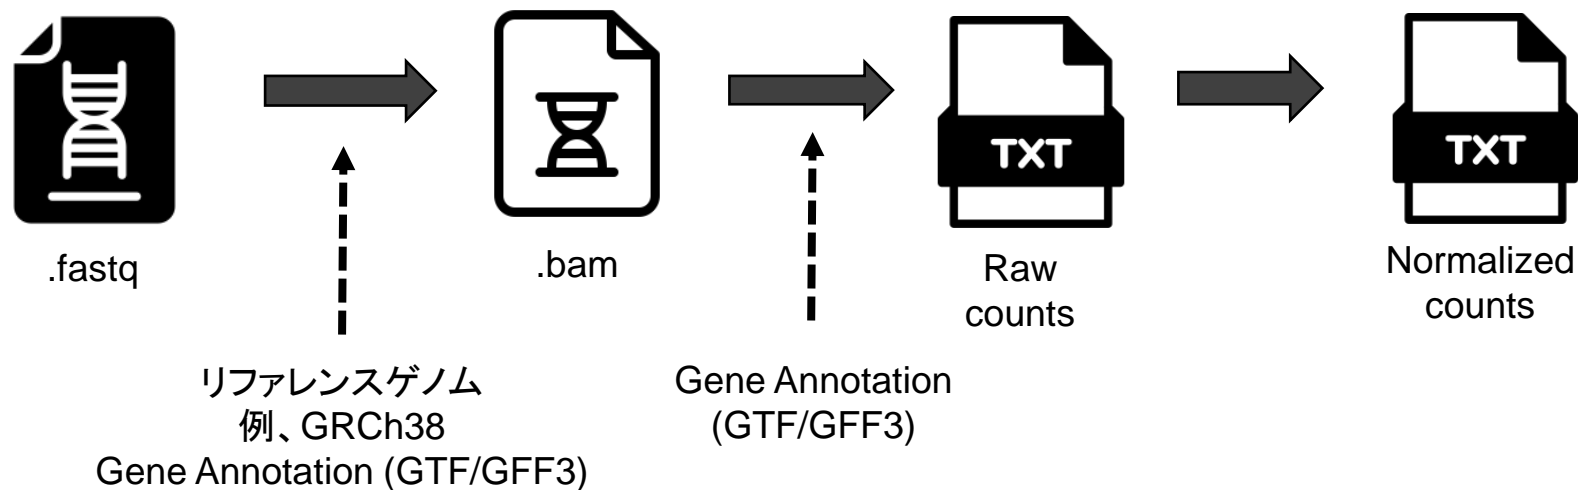 TXT
TXT
.fastq
.bam
Raw
counts
Normalized
counts
リファレンスゲノム
例、GRCh38
Gene Annotation (GTF/GFF3)
Gene Annotation
(GTF/GFF3)